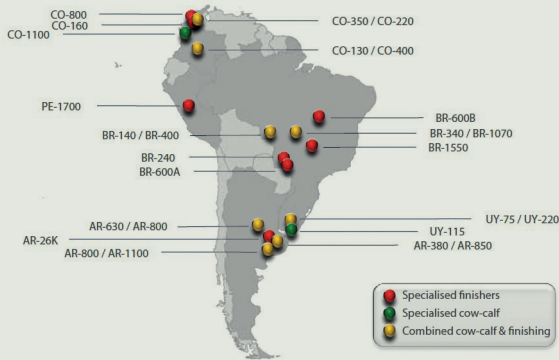 CO-800
CO-160
CO-1100
CO-350 / CO-220
CO-130 / CO-400
PE-1700
BR-600B
BR-140 / BR-400
BR-340 / BR-1070
BR-1550
BR-240
BR-600A
AR-630 / AR-800
UY-75 / UY-220
UY-115
AR-26K
AR-380 / AR-850
AR-800 / AR-1100
Specialised finishers
Specialised cow-calf
Combined cow-calf & finishing